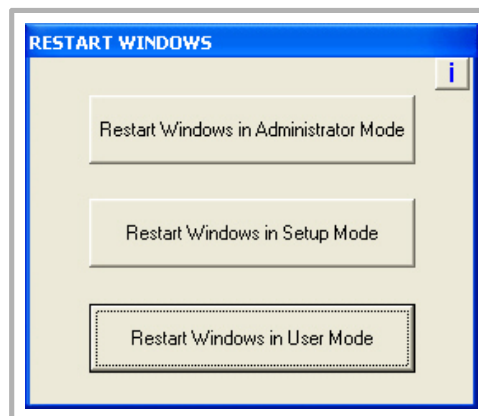 RESTART WINDOWS
i
Restart Windows in Administrator Mode
Restart Windows in Setup Mode
Restart Windows in User Mode